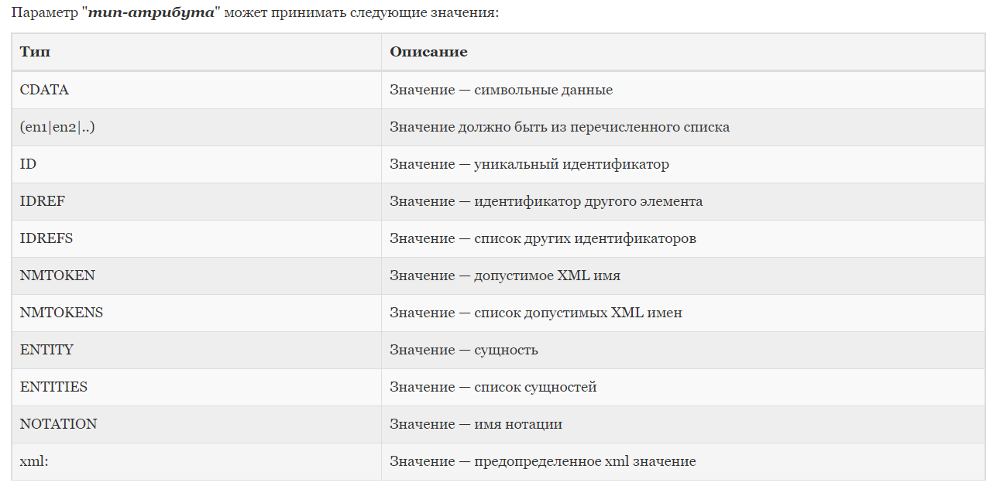 Параметр "тип-атрибута" может принимать следующие значения:
Тип Описание
CDATA Значение — символьные данные
(en1|en2|..) Значение должно быть из перечисленного списка
ID Значение — уникальный идентификатор
IDREF Значение — идентификатор другого элемента
IDREFS Значение — список других идентификаторов
NMTOKEN Значение — допустимое XML имя
NMTOKENS Значение — список допустимых XML имен
ENTITY Значение — сущность
ENTITIES Значение — список сущностей
NOTATION Значение — имя нотации
xml: Значение — предопределенное xml значение